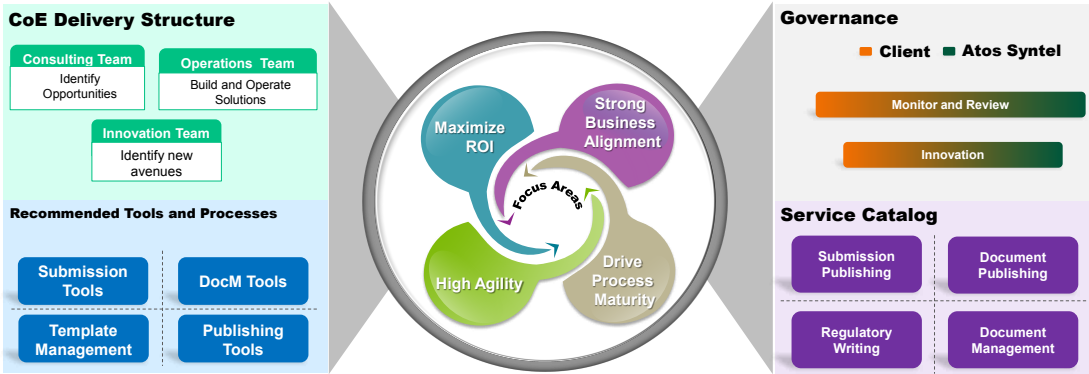 CoE Delivery Structure
Consulting Team
Identify
Opportunities
Operations Team
Build and Operate
Solutions
Innovation Team
Identify new
avenues
Recommended Tools and Processes
Submission
Tools
DocM Tools
Template
Management
Publishing
Tools
Maximize
ROI
Strong
Business
Alignment
Focus Areas
High Agility
Drive
Process
Maturity
Governance
Client
Atos Syntel
Monitor and Review
Innovation
Service Catalog
Submission
Publishing
Document
Publishing
Regulatory
Writing
Document
Management